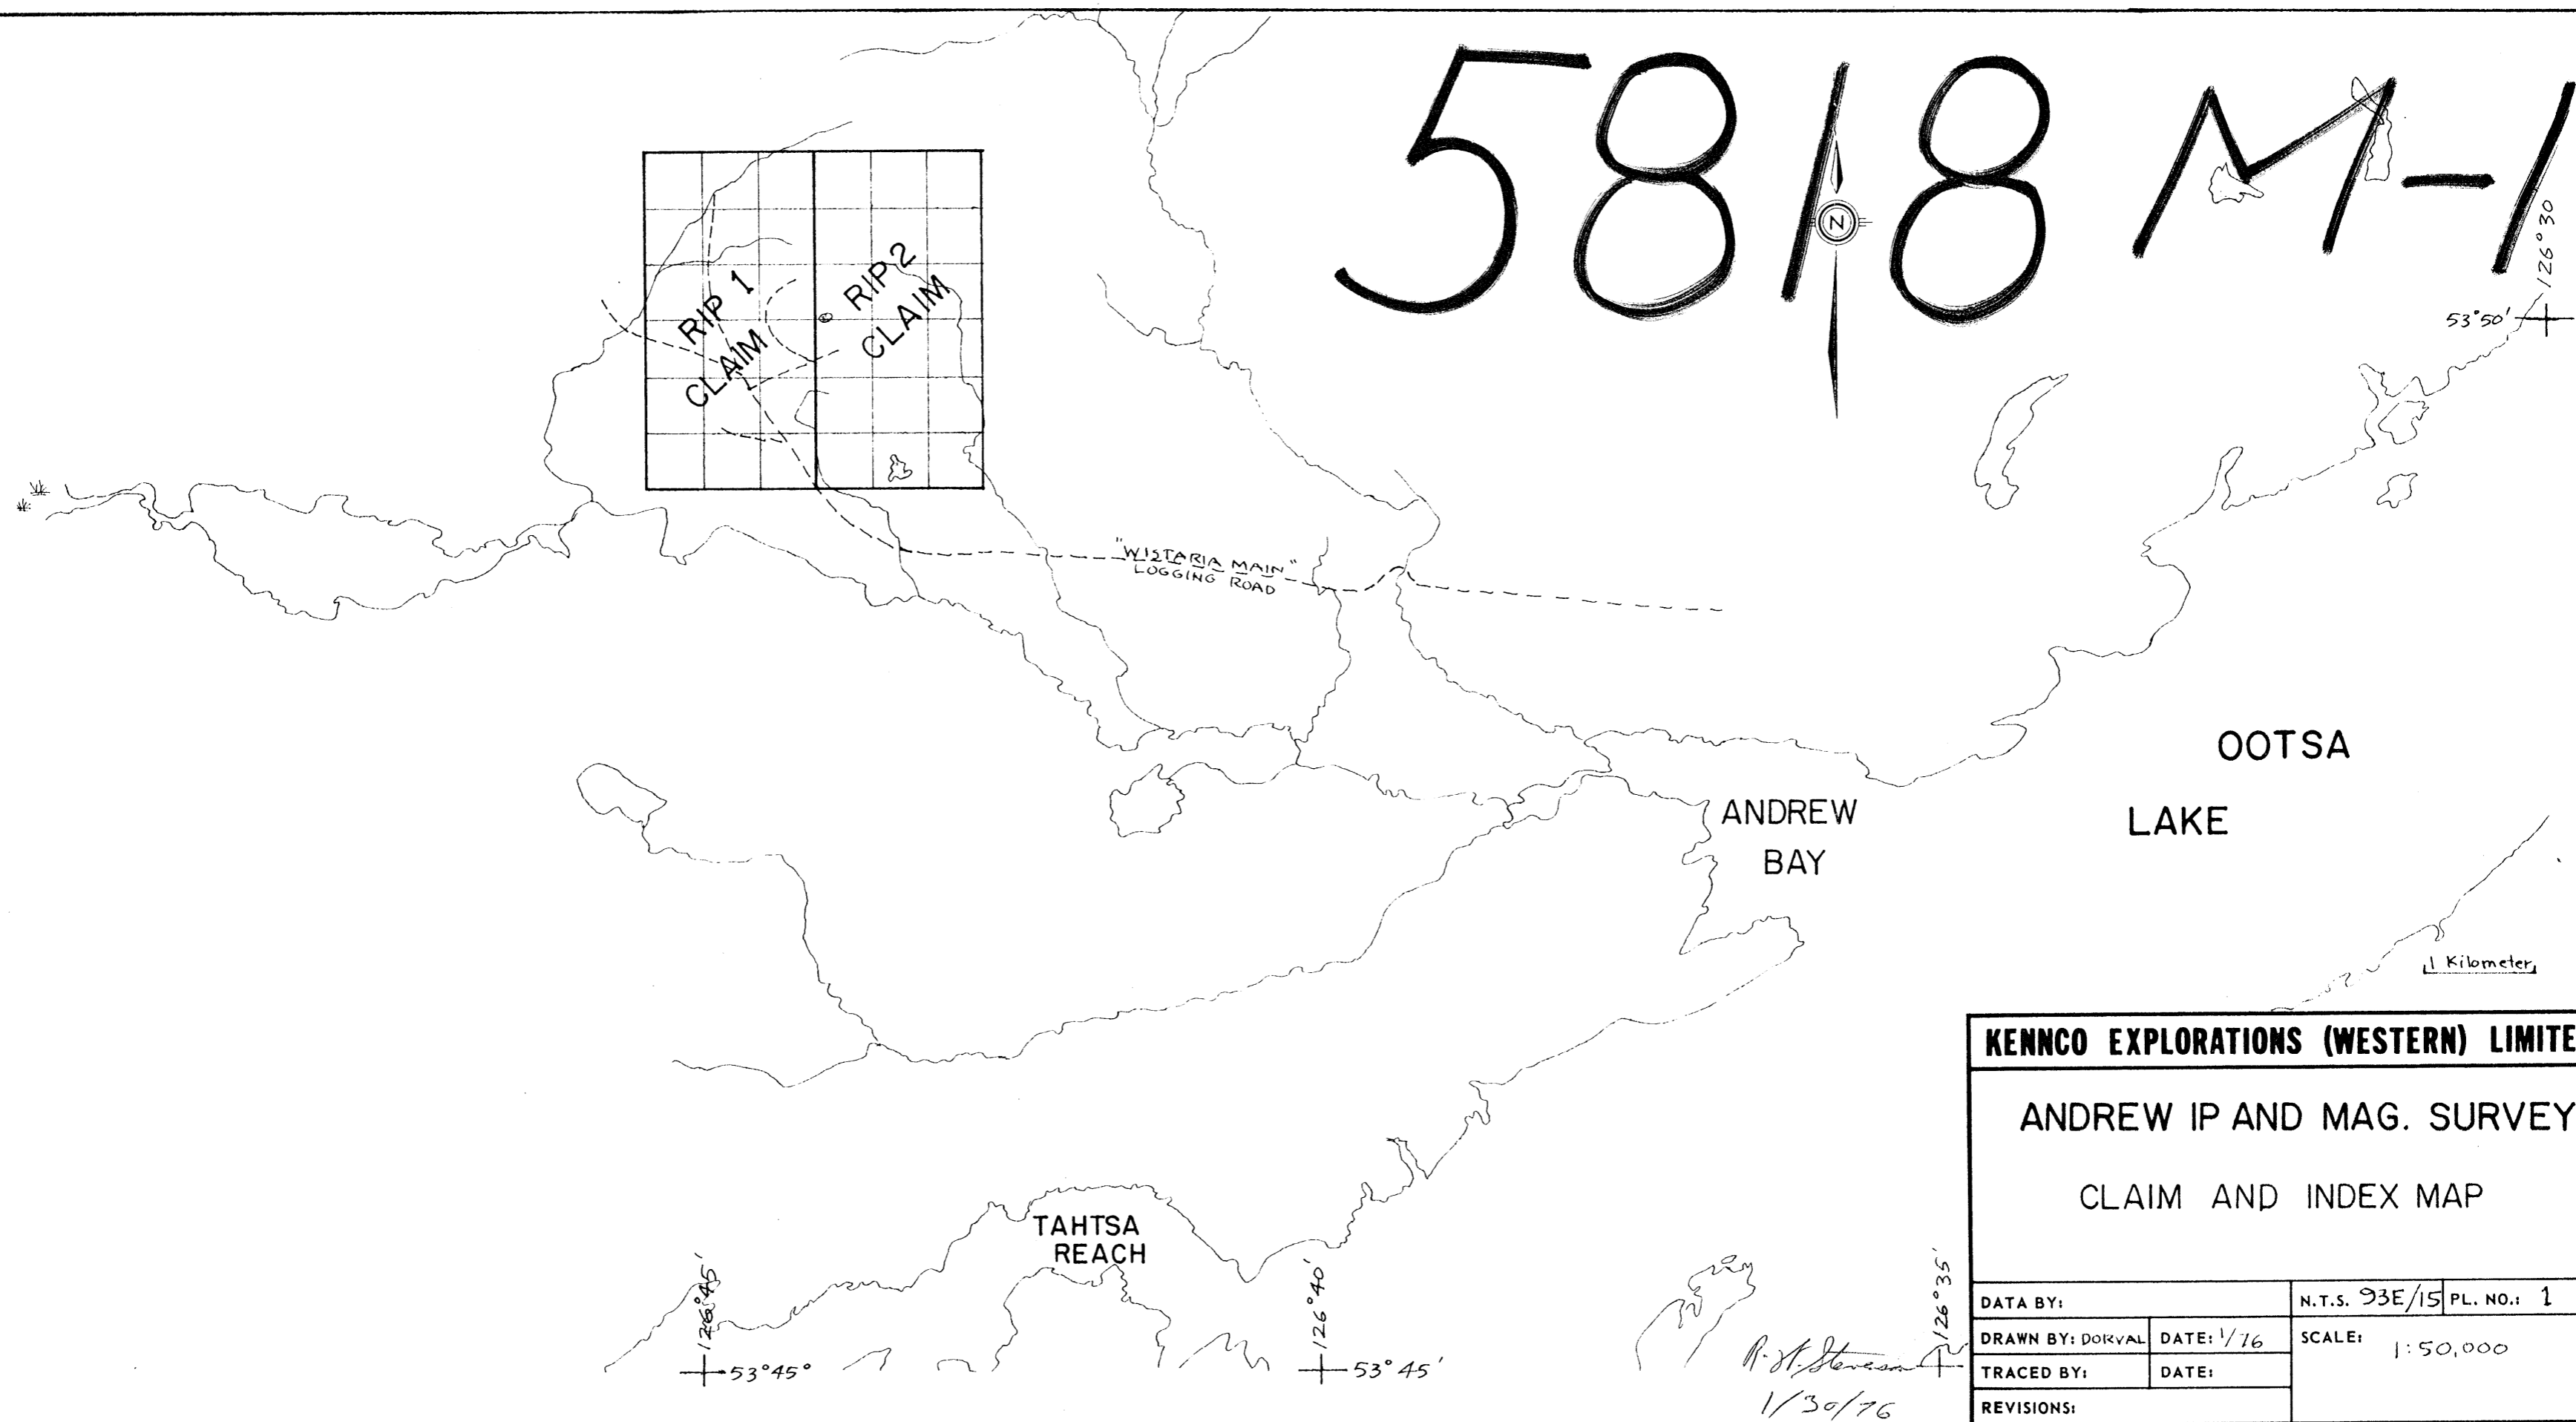 5818 M-1
N
126°30
53°50'
RIP 1
CLAIM
RIP 2
CLAIM
"WISTARIA MAIN"
LOGGING ROAD
OOTSA
LAKE
ANDREW
BAY
1 Kilometer
TAHTSA
REACH
126°45'
53°45°
126°40'
53°45'
126°35'
R. H. Stevenson
1/30/76
KENNCO EXPLORATIONS (WESTERN) LIMITE
ANDREW IP AND MAG. SURVEY
CLAIM AND INDEX MAP
DATA BY:
N.T.S. 93E/15 PL. NO.: 1
DRAWN BY: DORVAL DATE: 1/76
SCALE: 1:50,000
TRACED BY: DATE:
REVISIONS: